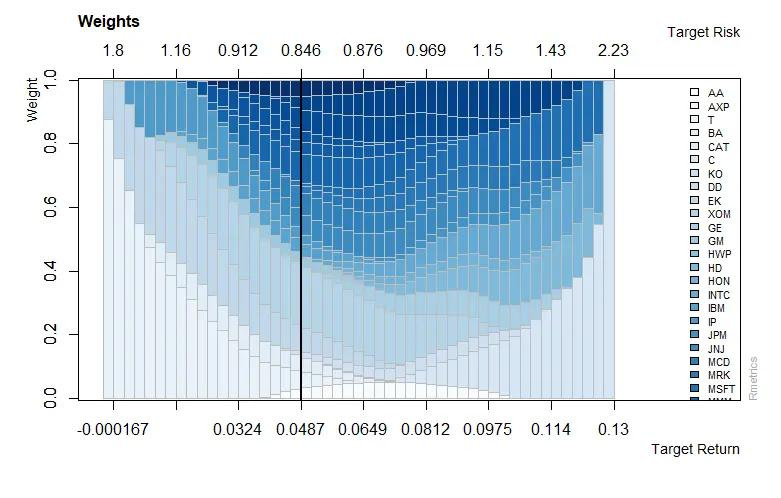 Weights
Target Risk
1.8 1.16 0.912 0.846 0.876 0.969 1.15 1.43 2.23
Weight
1.0
0.8
0.6
0.4
0.2
0.0
AA
AXP
T
BA
CAT
C
KO
DD
EK
XOM
GE
GM
HWP
HD
HON
INTC
IBM
IP
JPM
JNJ
MCD
MRK
MSFT
Rmetrics
-0.000167 0.0324 0.0487 0.0649 0.0812 0.0975 0.114 0.13
Target Return